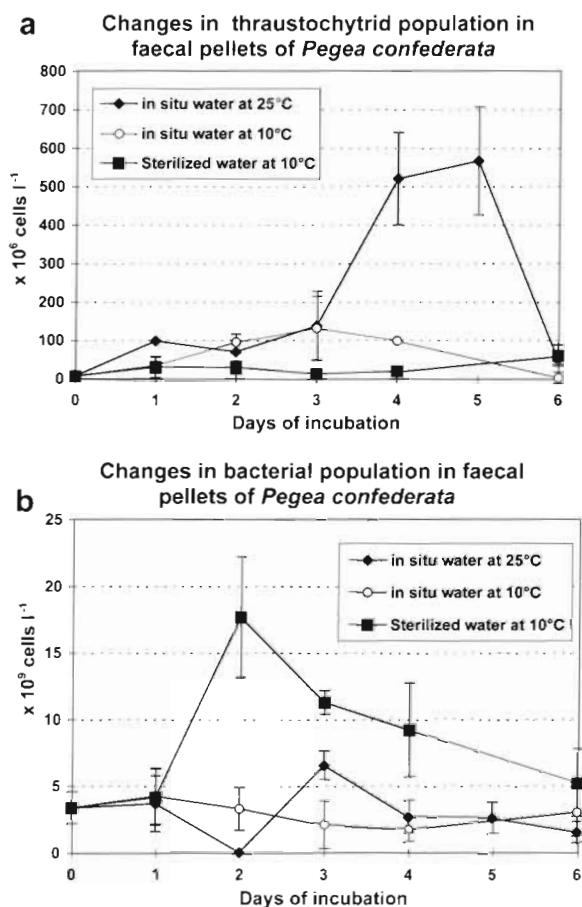 a
Changes in thraustochytrid population in
faecal pellets of Pegea confederata
800
700
600
500
400
300
200
100
0
x 10⁶ cells l⁻¹
in situ water at 25°C
in situ water at 10°C
Sterilized water at 10°C
0 1 2 3 4 5 6
Days of incubation
b
Changes in bacterial population in faecal
pellets of Pegea confederata
25
20
15
10
5
0
x 10⁹ cells l⁻¹
in situ water at 25°C
in situ water at 10°C
Sterilized water at 10°C
0 1 2 3 4 5 6
Days of incubation